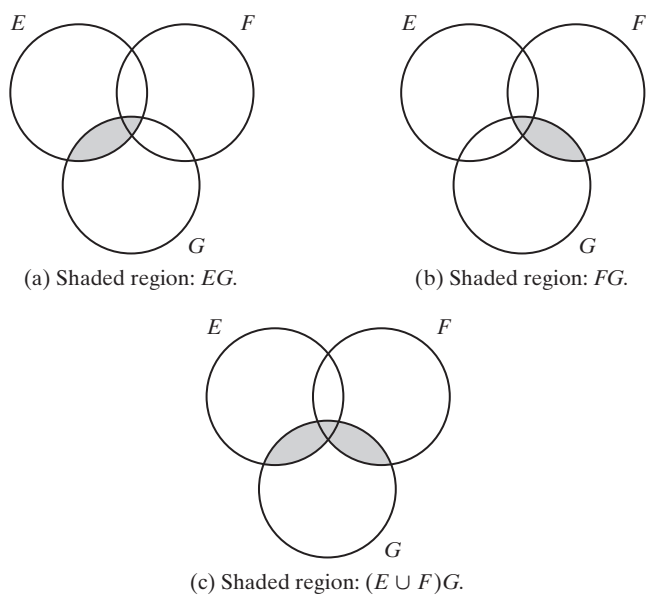 E F E F
G G
(a) Shaded region: EG. (b) Shaded region: FG.
E F
G
(c) Shaded region: (E ∪ F)G.